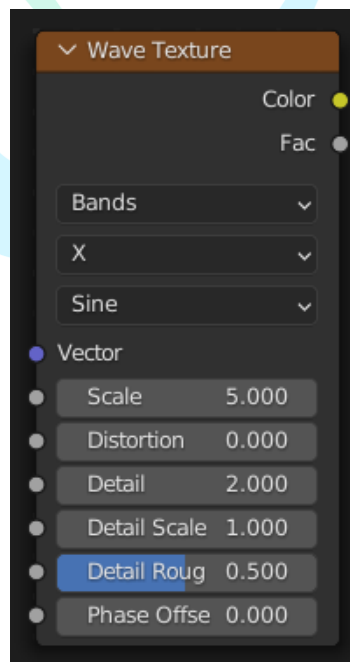 Wave Texture
Color
Fac
Bands
X
Sine
Vector
Scale 5.000
Distortion 0.000
Detail 2.000
Detail Scale 1.000
Detail Roug 0.500
Phase Offse 0.000